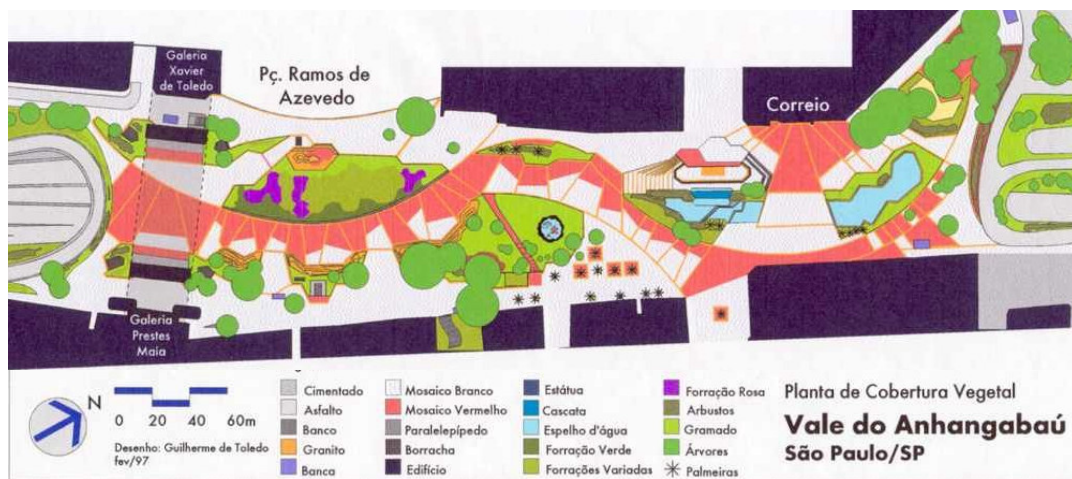 Galeria
Xavier
de Toledo
Pç. Ramos de
Azevedo
Correio
Galeria
Prestes
Maia
N
0 20 40 60m
Desenho: Guilherme de Toledo
fev/97
Cimentado
Asfalto
Banco
Granito
Banca
Mosaico Branco
Mosaico Vermelho
Paralelepípedo
Borracha
Edifício
Estátua
Cascata
Espelho d'água
Forração Verde
Forrações Variadas
Forração Rosa
Arbustos
Gramado
Árvores
Palmeiras
Planta de Cobertura Vegetal
Vale do Anhangabaú
São Paulo/SP